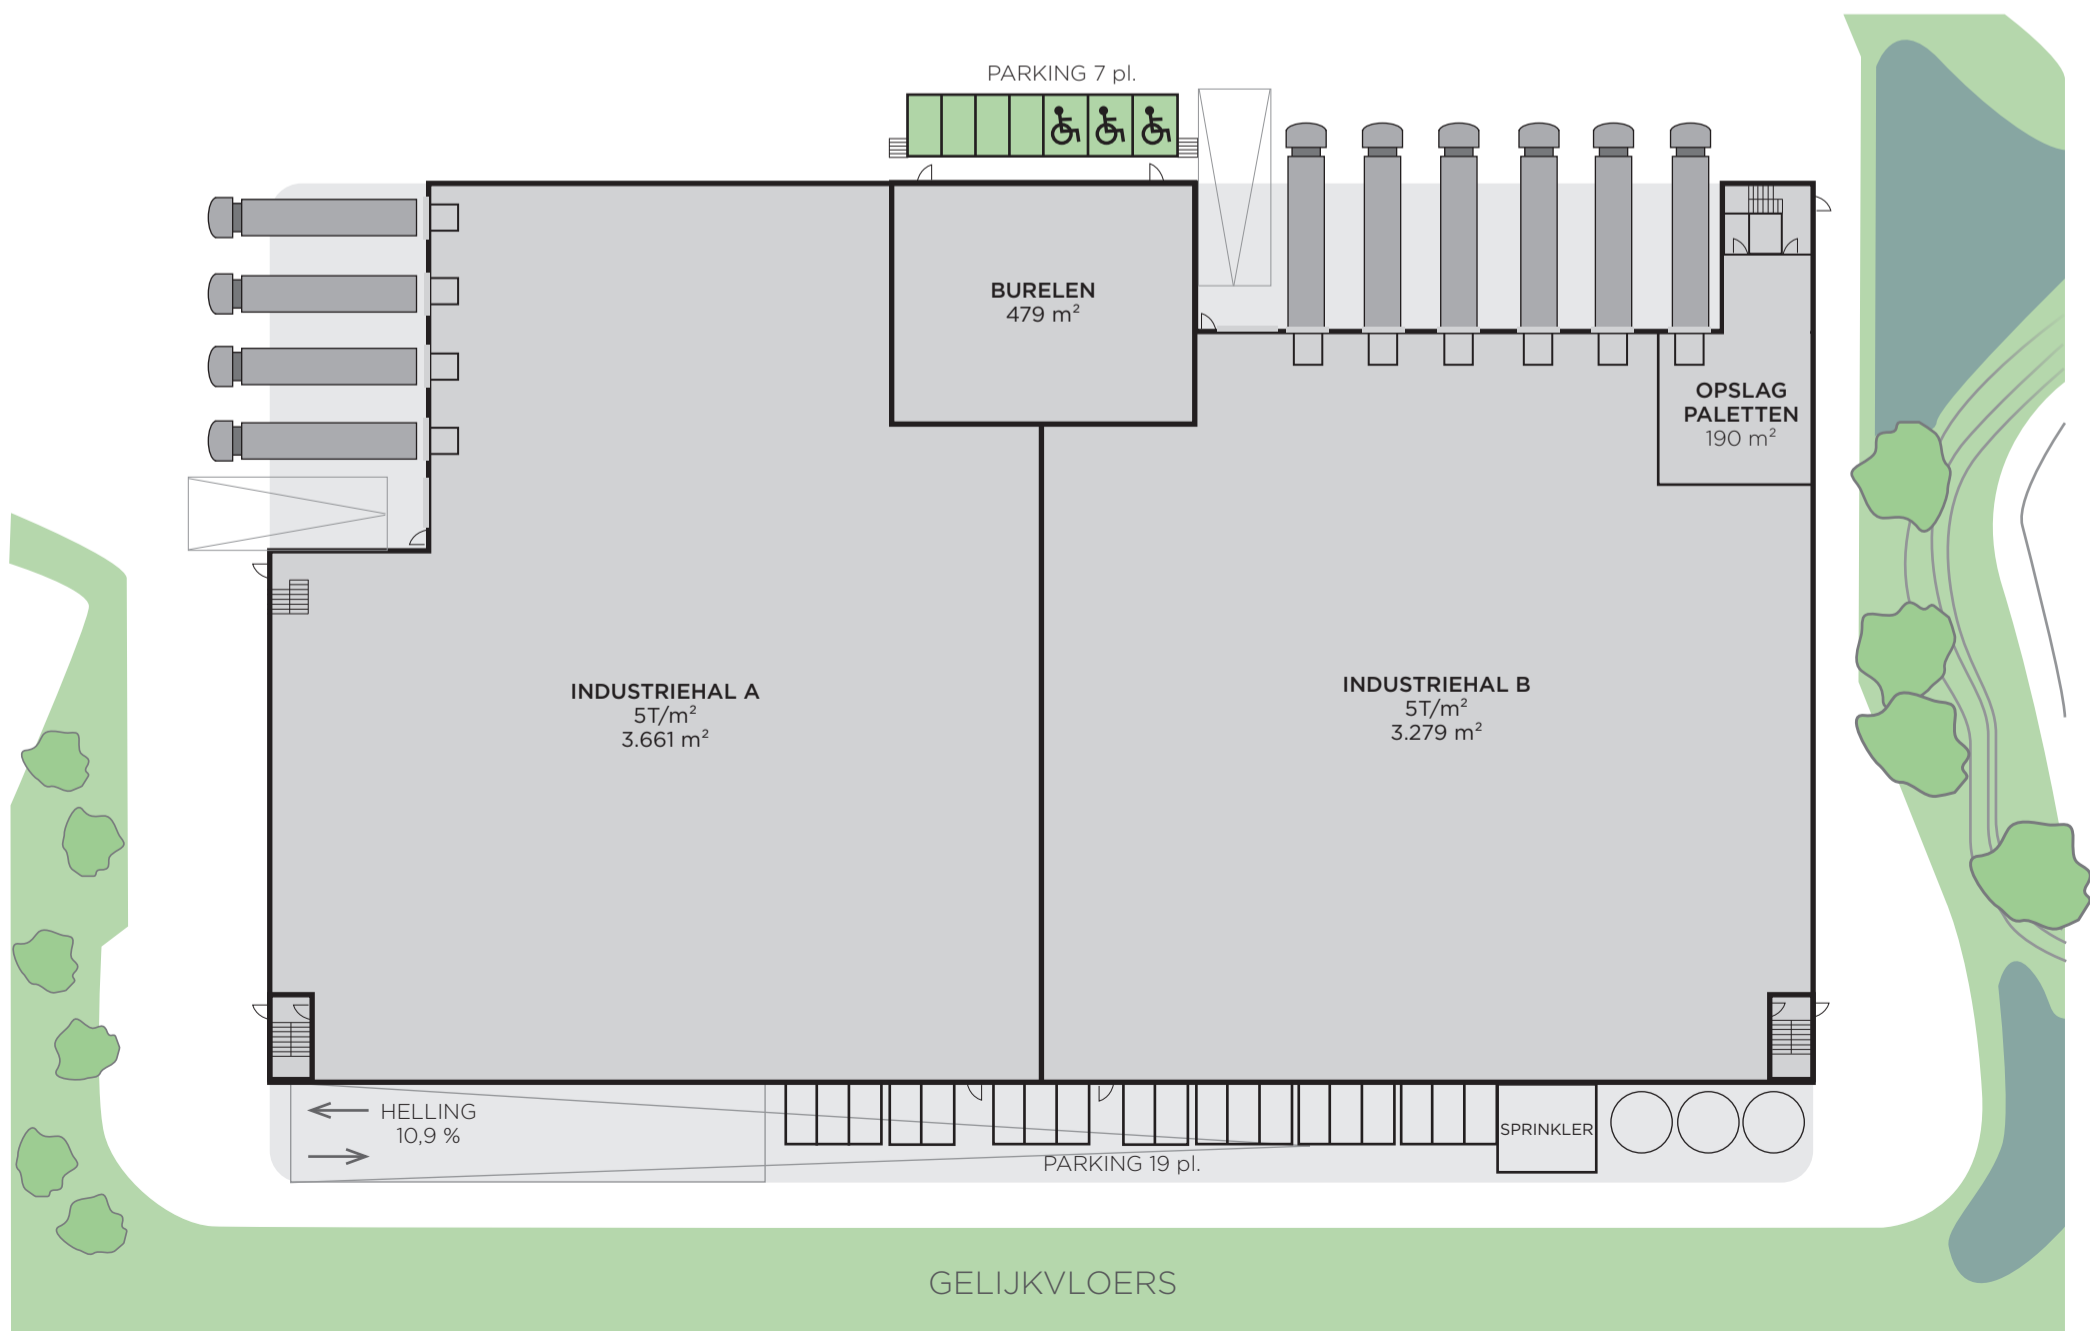 PARKING 7 pl.
BURELEN
479 m²
OPSLAG
PALETTEN
190 m²
INDUSTRIEHAL A
5T/m²
3.661 m²
INDUSTRIEHAL B
5T/m²
3.279 m²
HELLING
10,9 %
SPRINKLER
PARKING 19 pl.
GELIJKVLOERS